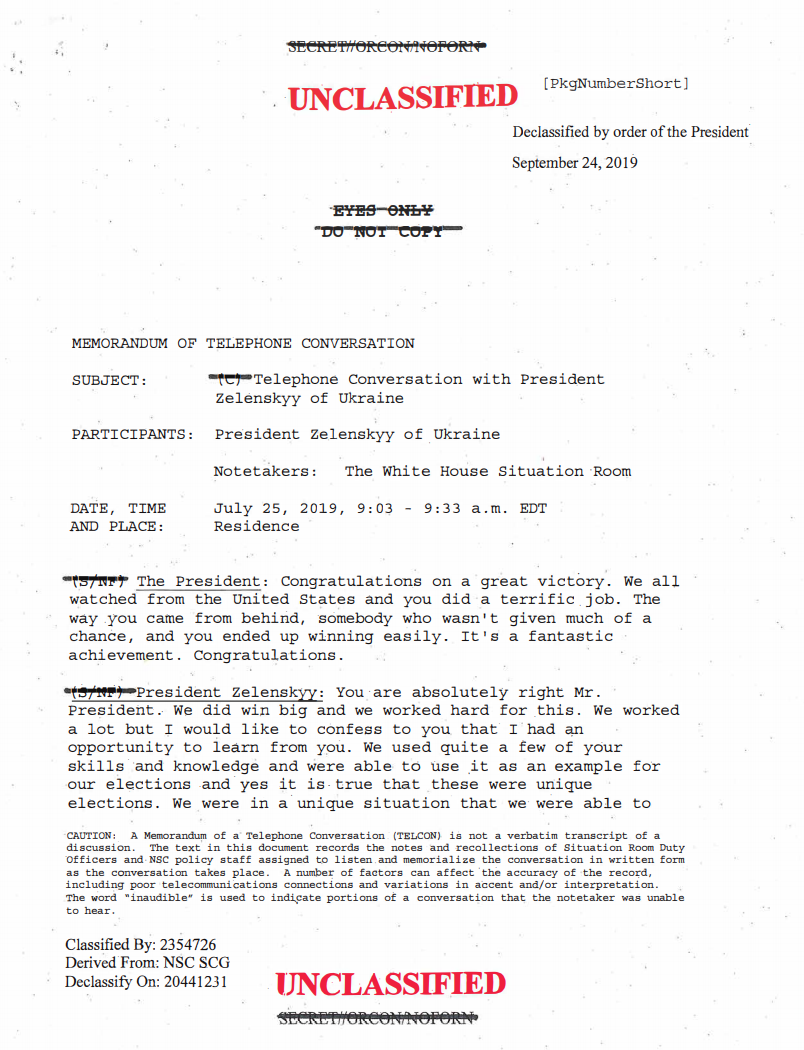 SECRET//ORCON/NOFORN
UNCLASSIFIED
[PkgNumberShort]
Declassified by order of the President
September 24, 2019
EYES ONLY
DO NOT COPY
MEMORANDUM OF TELEPHONE CONVERSATION
SUBJECT: (C) Telephone Conversation with President
Zelenskyy of Ukraine
PARTICIPANTS: President Zelenskyy of Ukraine
Notetakers: The White House Situation Room
DATE, TIME July 25, 2019, 9:03 - 9:33 a.m. EDT
AND PLACE: Residence
(S/NF) The President: Congratulations on a great victory. We all
watched from the United States and you did a terrific job. The
way you came from behind, somebody who wasn't given much of a
chance, and you ended up winning easily. It's a fantastic
achievement. Congratulations.
(S/NF) President Zelenskyy: You are absolutely right Mr.
President. We did win big and we worked hard for this. We worked
a lot but I would like to confess to you that I had an
opportunity to learn from you. We used quite a few of your
skills and knowledge and were able to use it as an example for
our elections and yes it is true that these were unique
elections. We were in a unique situation that we were able to
CAUTION: A Memorandum of a Telephone Conversation (TELCON) is not a verbatim transcript of a
discussion. The text in this document records the notes and recollections of Situation Room Duty
Officers and NSC policy staff assigned to listen and memorialize the conversation in written form
as the conversation takes place. A number of factors can affect the accuracy of the record,
including poor telecommunications connections and variations in accent and/or interpretation.
The word "inaudible" is used to indicate portions of a conversation that the notetaker was unable
to hear.
Classified By: 2354726
Derived From: NSC SCG
Declassify On: 20441231
UNCLASSIFIED
SECRET//ORCON/NOFORN